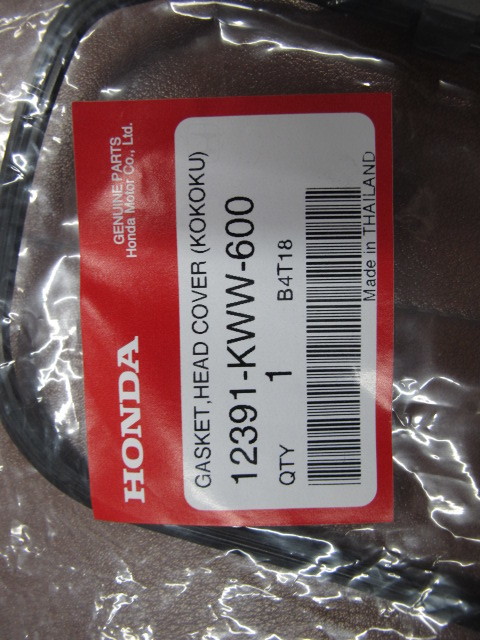 HONDA
GENUINE PARTS
Honda Motor Co., Ltd.
GASKET,HEAD COVER (KOKOKU)
12391-KWW-600
QTY 1 B4T18
Made in THAILAND